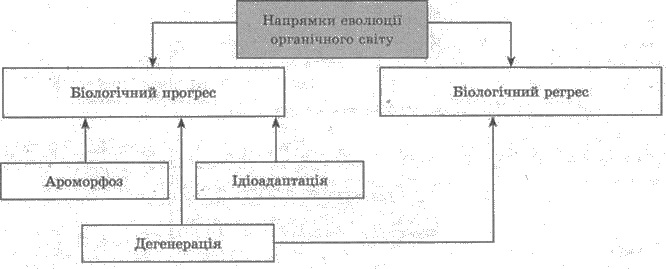 Напрямки еволюції
органічного світу
Біологічний прогрес
Біологічний регрес
Ароморфоз
Ідіоадаптація
Дегенерація